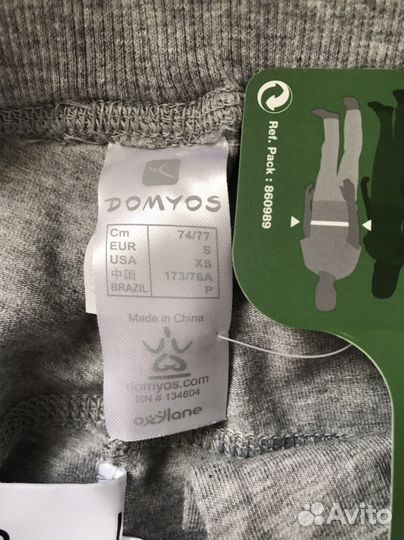 DOMYOS
Cm 74/77
EUR S
USA XS
中国 173/76A
BRAZIL P
Made in China
domyos.com
RN # 134604
oxylane
Ref. Pack : 860989
Avito